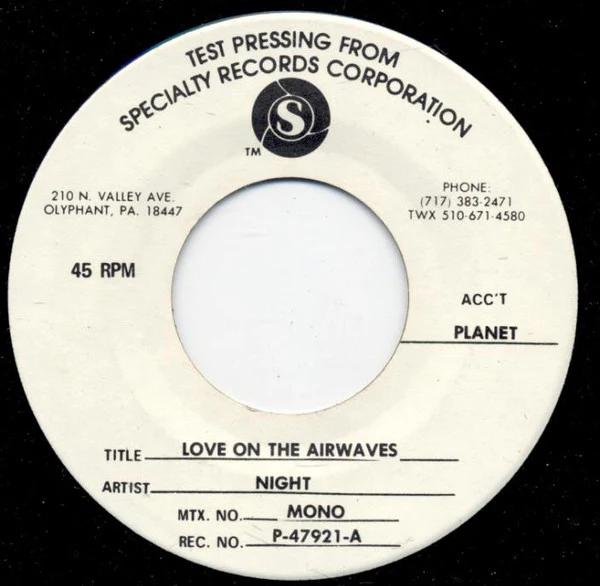 TEST PRESSING FROM
SPECIALTY RECORDS CORPORATION
S
TM
210 N. VALLEY AVE.
OLYPHANT, PA. 18447
PHONE:
(717) 383-2471
TWX 510-671-4580
45 RPM
ACC'T
PLANET
TITLE LOVE ON THE AIRWAVES
ARTIST NIGHT
MTX. NO. MONO
REC. NO. P-47921-A